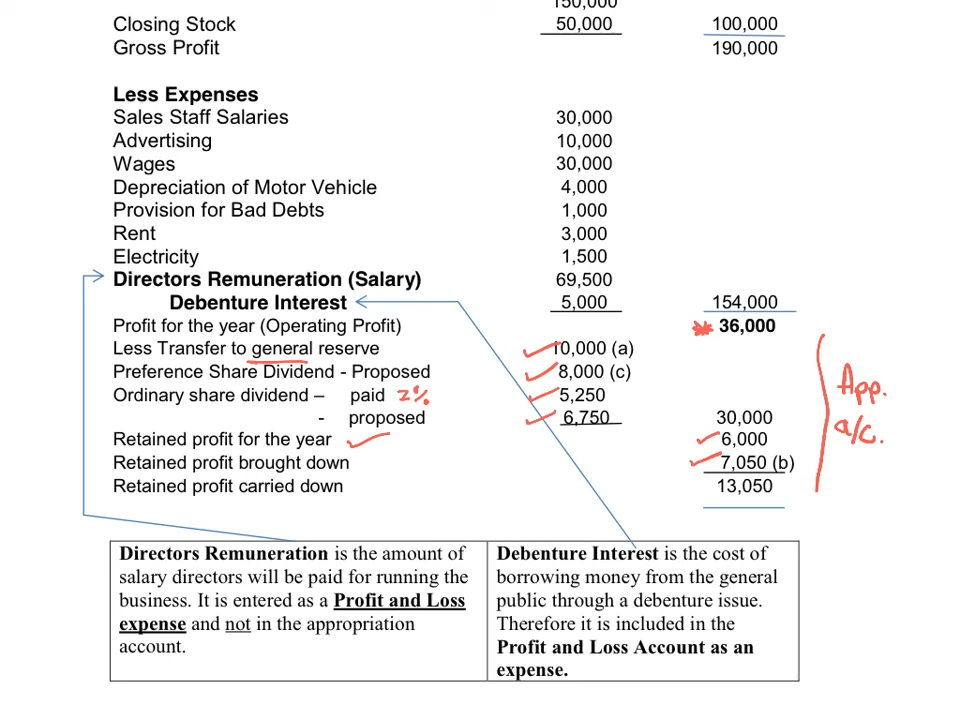 150,000
Closing Stock 50,000 100,000
Gross Profit 190,000
Less Expenses
Sales Staff Salaries 30,000
Advertising 10,000
Wages 30,000
Depreciation of Motor Vehicle 4,000
Provision for Bad Debts 1,000
Rent 3,000
Electricity 1,500
Directors Remuneration (Salary) 69,500
Debenture Interest 5,000 154,000
Profit for the year (Operating Profit) 36,000
Less Transfer to general reserve 10,000 (a)
Preference Share Dividend - Proposed 8,000 (c)
Ordinary share dividend – paid 2% 5,250
- proposed 6,750 30,000
Retained profit for the year 6,000
Retained profit brought down 7,050 (b)
Retained profit carried down 13,050
App.
a/c.
Directors Remuneration is the amount of
salary directors will be paid for running the
business. It is entered as a Profit and Loss
expense and not in the appropriation
account.
Debenture Interest is the cost of
borrowing money from the general
public through a debenture issue.
Therefore it is included in the
Profit and Loss Account as an
expense.